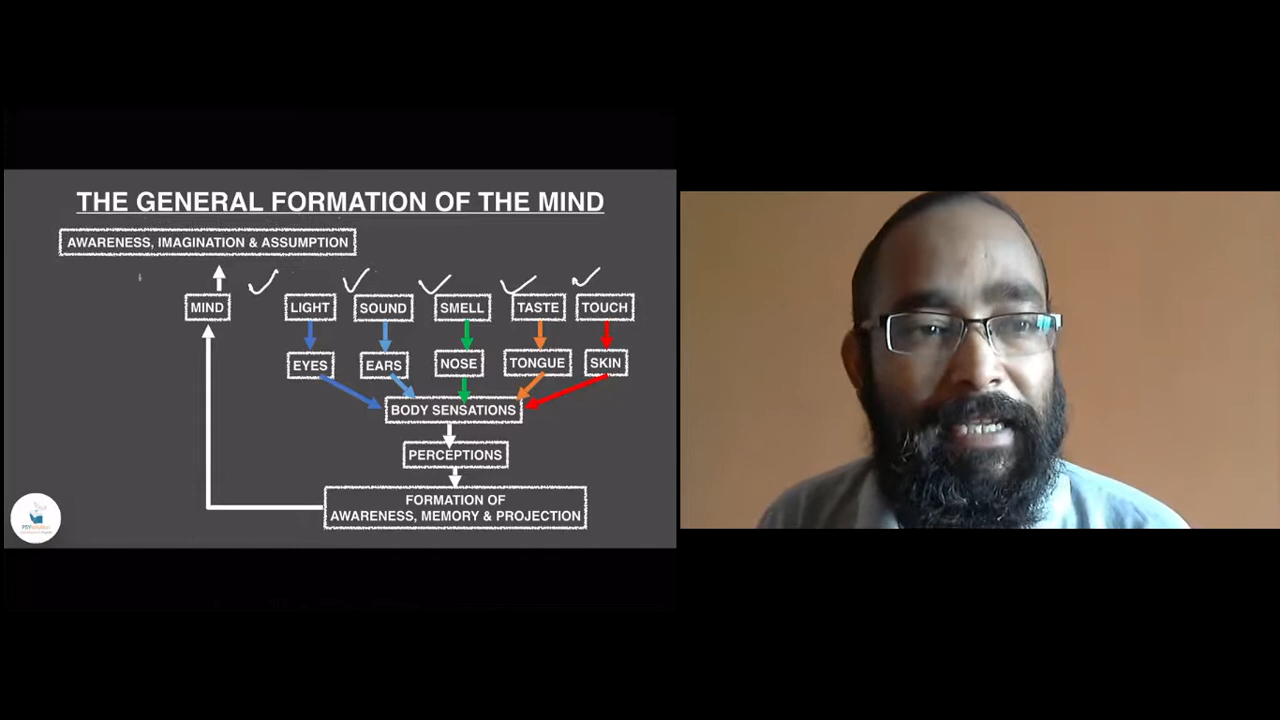 THE GENERAL FORMATION OF THE MIND
AWARENESS, IMAGINATION & ASSUMPTION
MIND
LIGHT
SOUND
SMELL
TASTE
TOUCH
EYES
EARS
NOSE
TONGUE
SKIN
BODY SENSATIONS
PERCEPTIONS
FORMATION OF
AWARENESS, MEMORY & PROJECTION